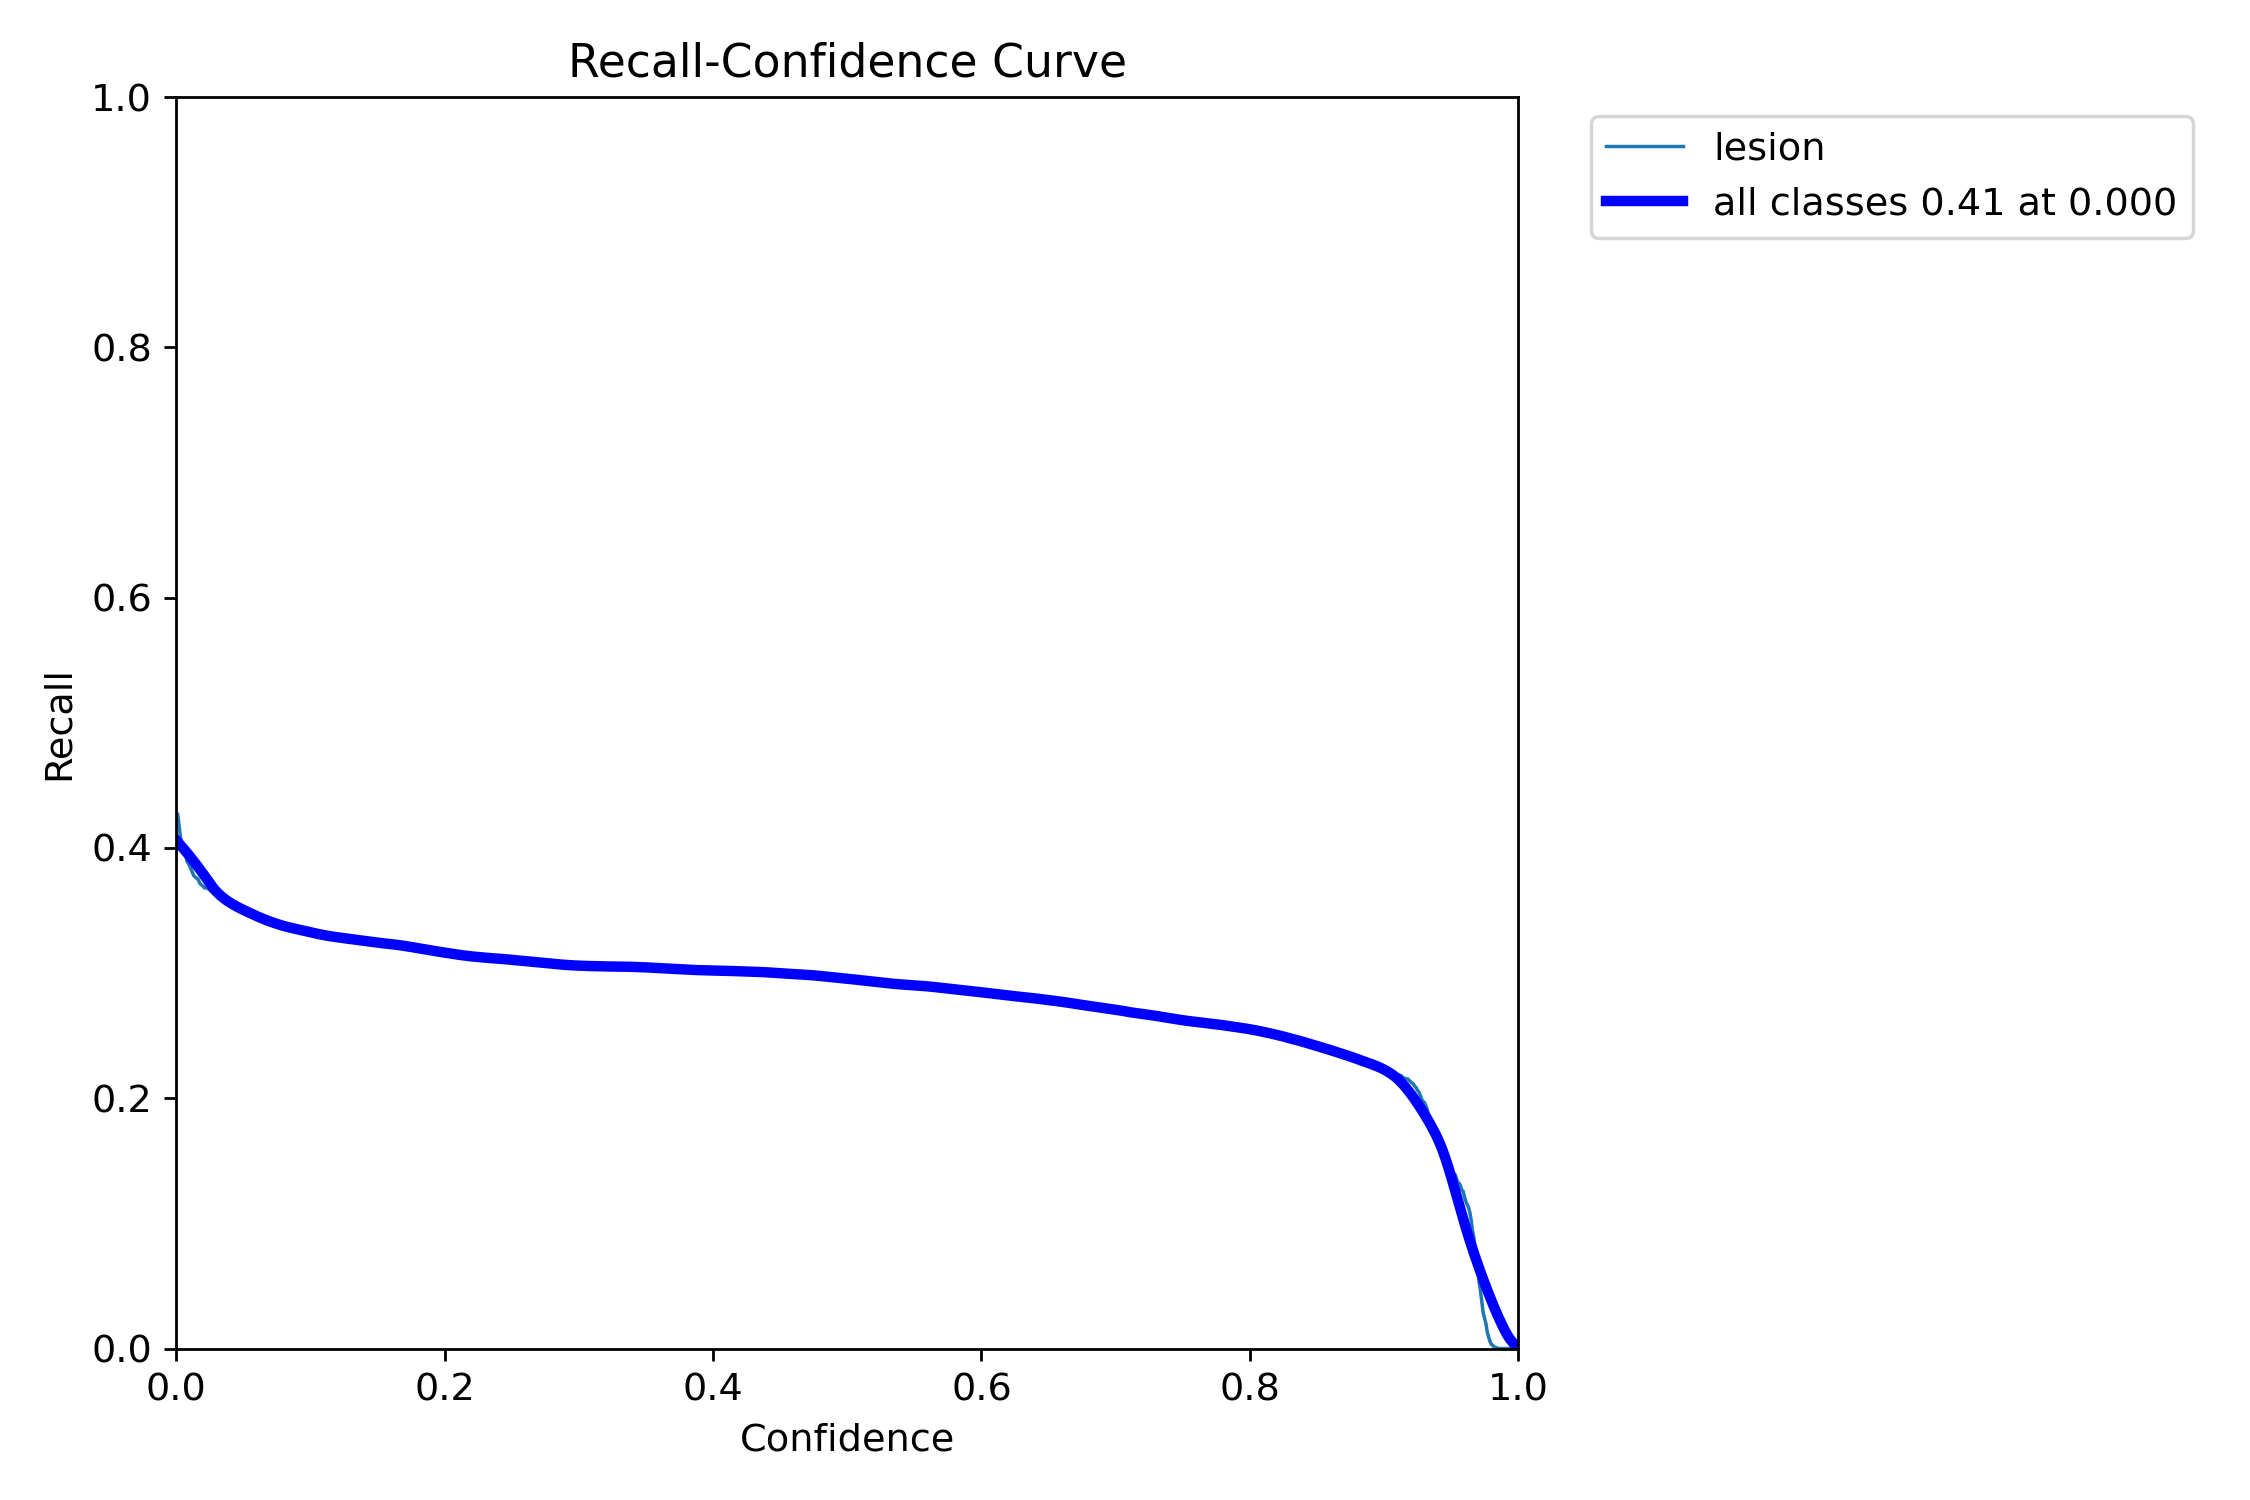 Recall-Confidence Curve
1.0
0.8
0.6
0.4
0.2
0.0
Recall
0.0 0.2 0.4 0.6 0.8 1.0
Confidence
lesion
all classes 0.41 at 0.000